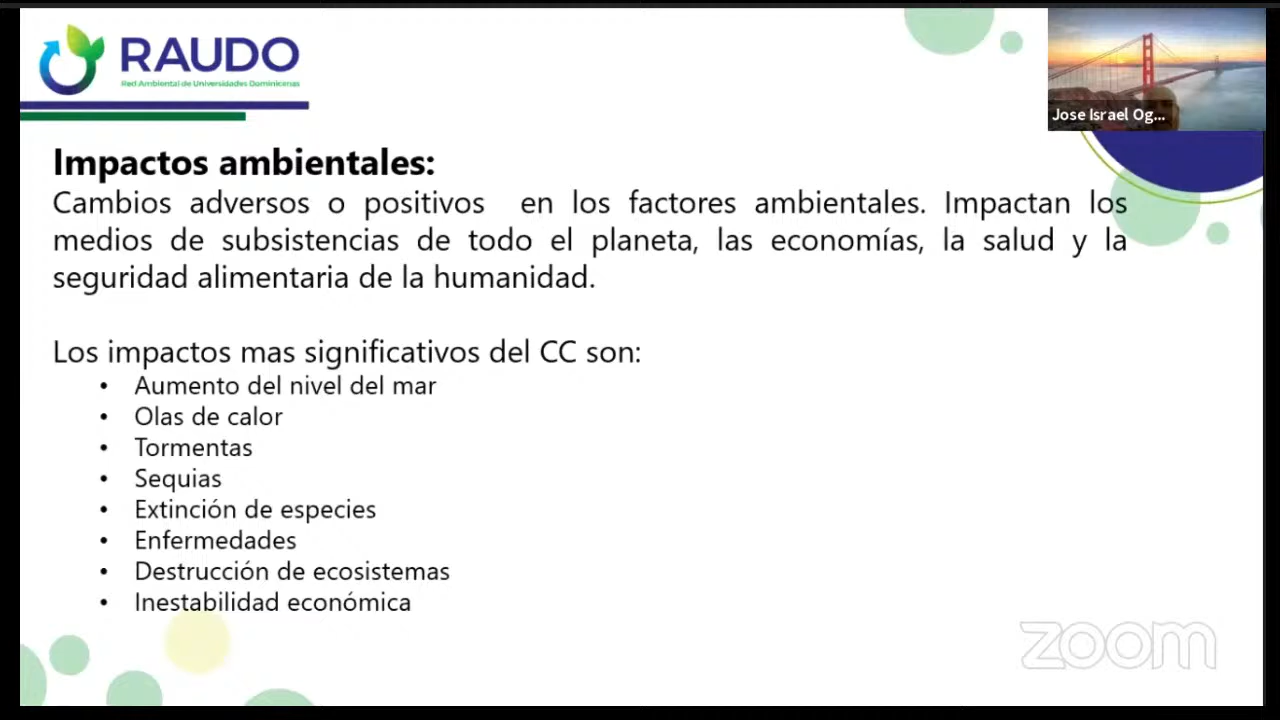 RAUDO
Red Ambiental de Universidades Dominicanas
Jose Israel Og...
Impactos ambientales:
Cambios adversos o positivos en los factores ambientales. Impactan los
medios de subsistencias de todo el planeta, las economías, la salud y la
seguridad alimentaria de la humanidad.
Los impactos mas significativos del CC son:
• Aumento del nivel del mar
• Olas de calor
• Tormentas
• Sequias
• Extinción de especies
• Enfermedades
• Destrucción de ecosistemas
• Inestabilidad económica
zoom